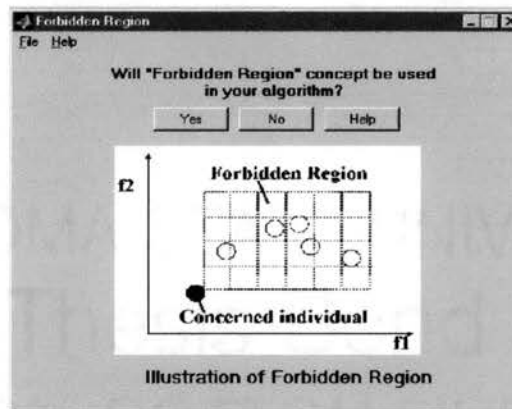 Forbidden Region
File Help
Will "Forbidden Region" concept be used
in your algorithm?
Yes No Help
f2
Forbidden Region
Concerned individual
f1
Illustration of Forbidden Region